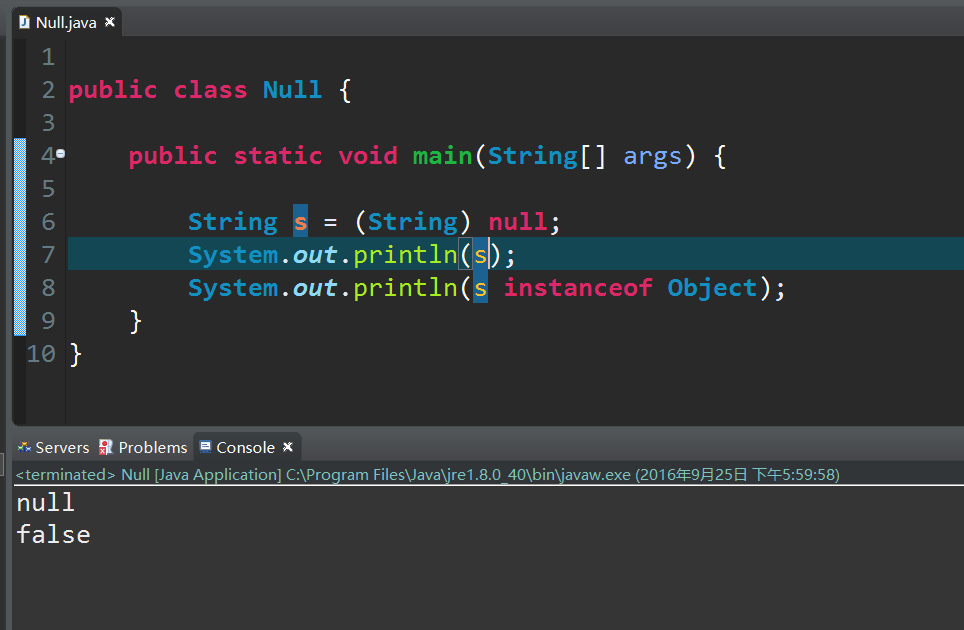 Null.java
1
2 public class Null {
3
4 public static void main(String[] args) {
5
6 String s = (String) null;
7 System.out.println(s);
8 System.out.println(s instanceof Object);
9 }
10 }
Servers Problems Console
<terminated> Null [Java Application] C:\Program Files\Java\jre1.8.0_40\bin\javaw.exe (2016年9月25日 下午5:59:58)
null
false